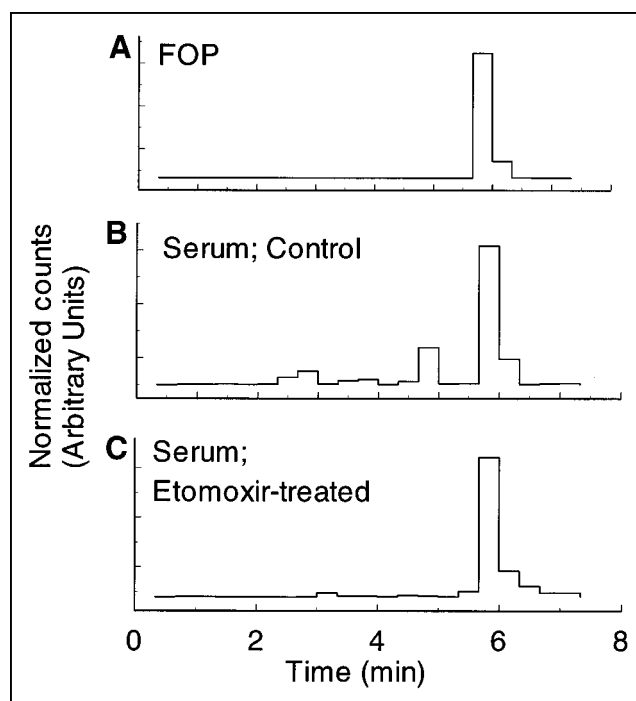 A FOP
B
Serum; Control
C Serum;
Etomoxir-treated
Normalized counts
(Arbitrary Units)
0 2 4 6 8
Time (min)